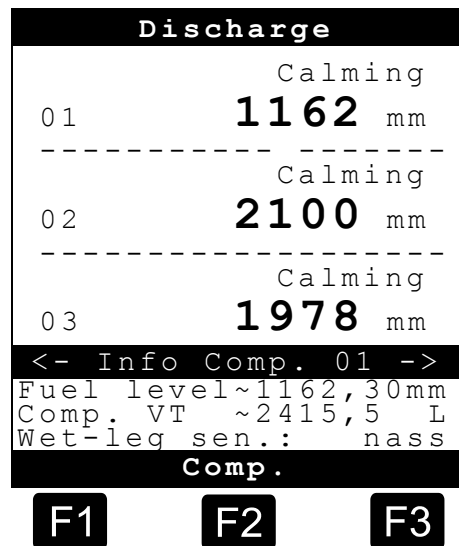 Discharge
Calming
01 1162 mm
----------- -------
Calming
02 2100 mm
-------------------
Calming
03 1978 mm
<- Info Comp. 01 ->
Fuel level~1162,30mm
Comp. VT ~2415,5 L
Wet-leg sen.: nass
Comp.
F1 F2 F3